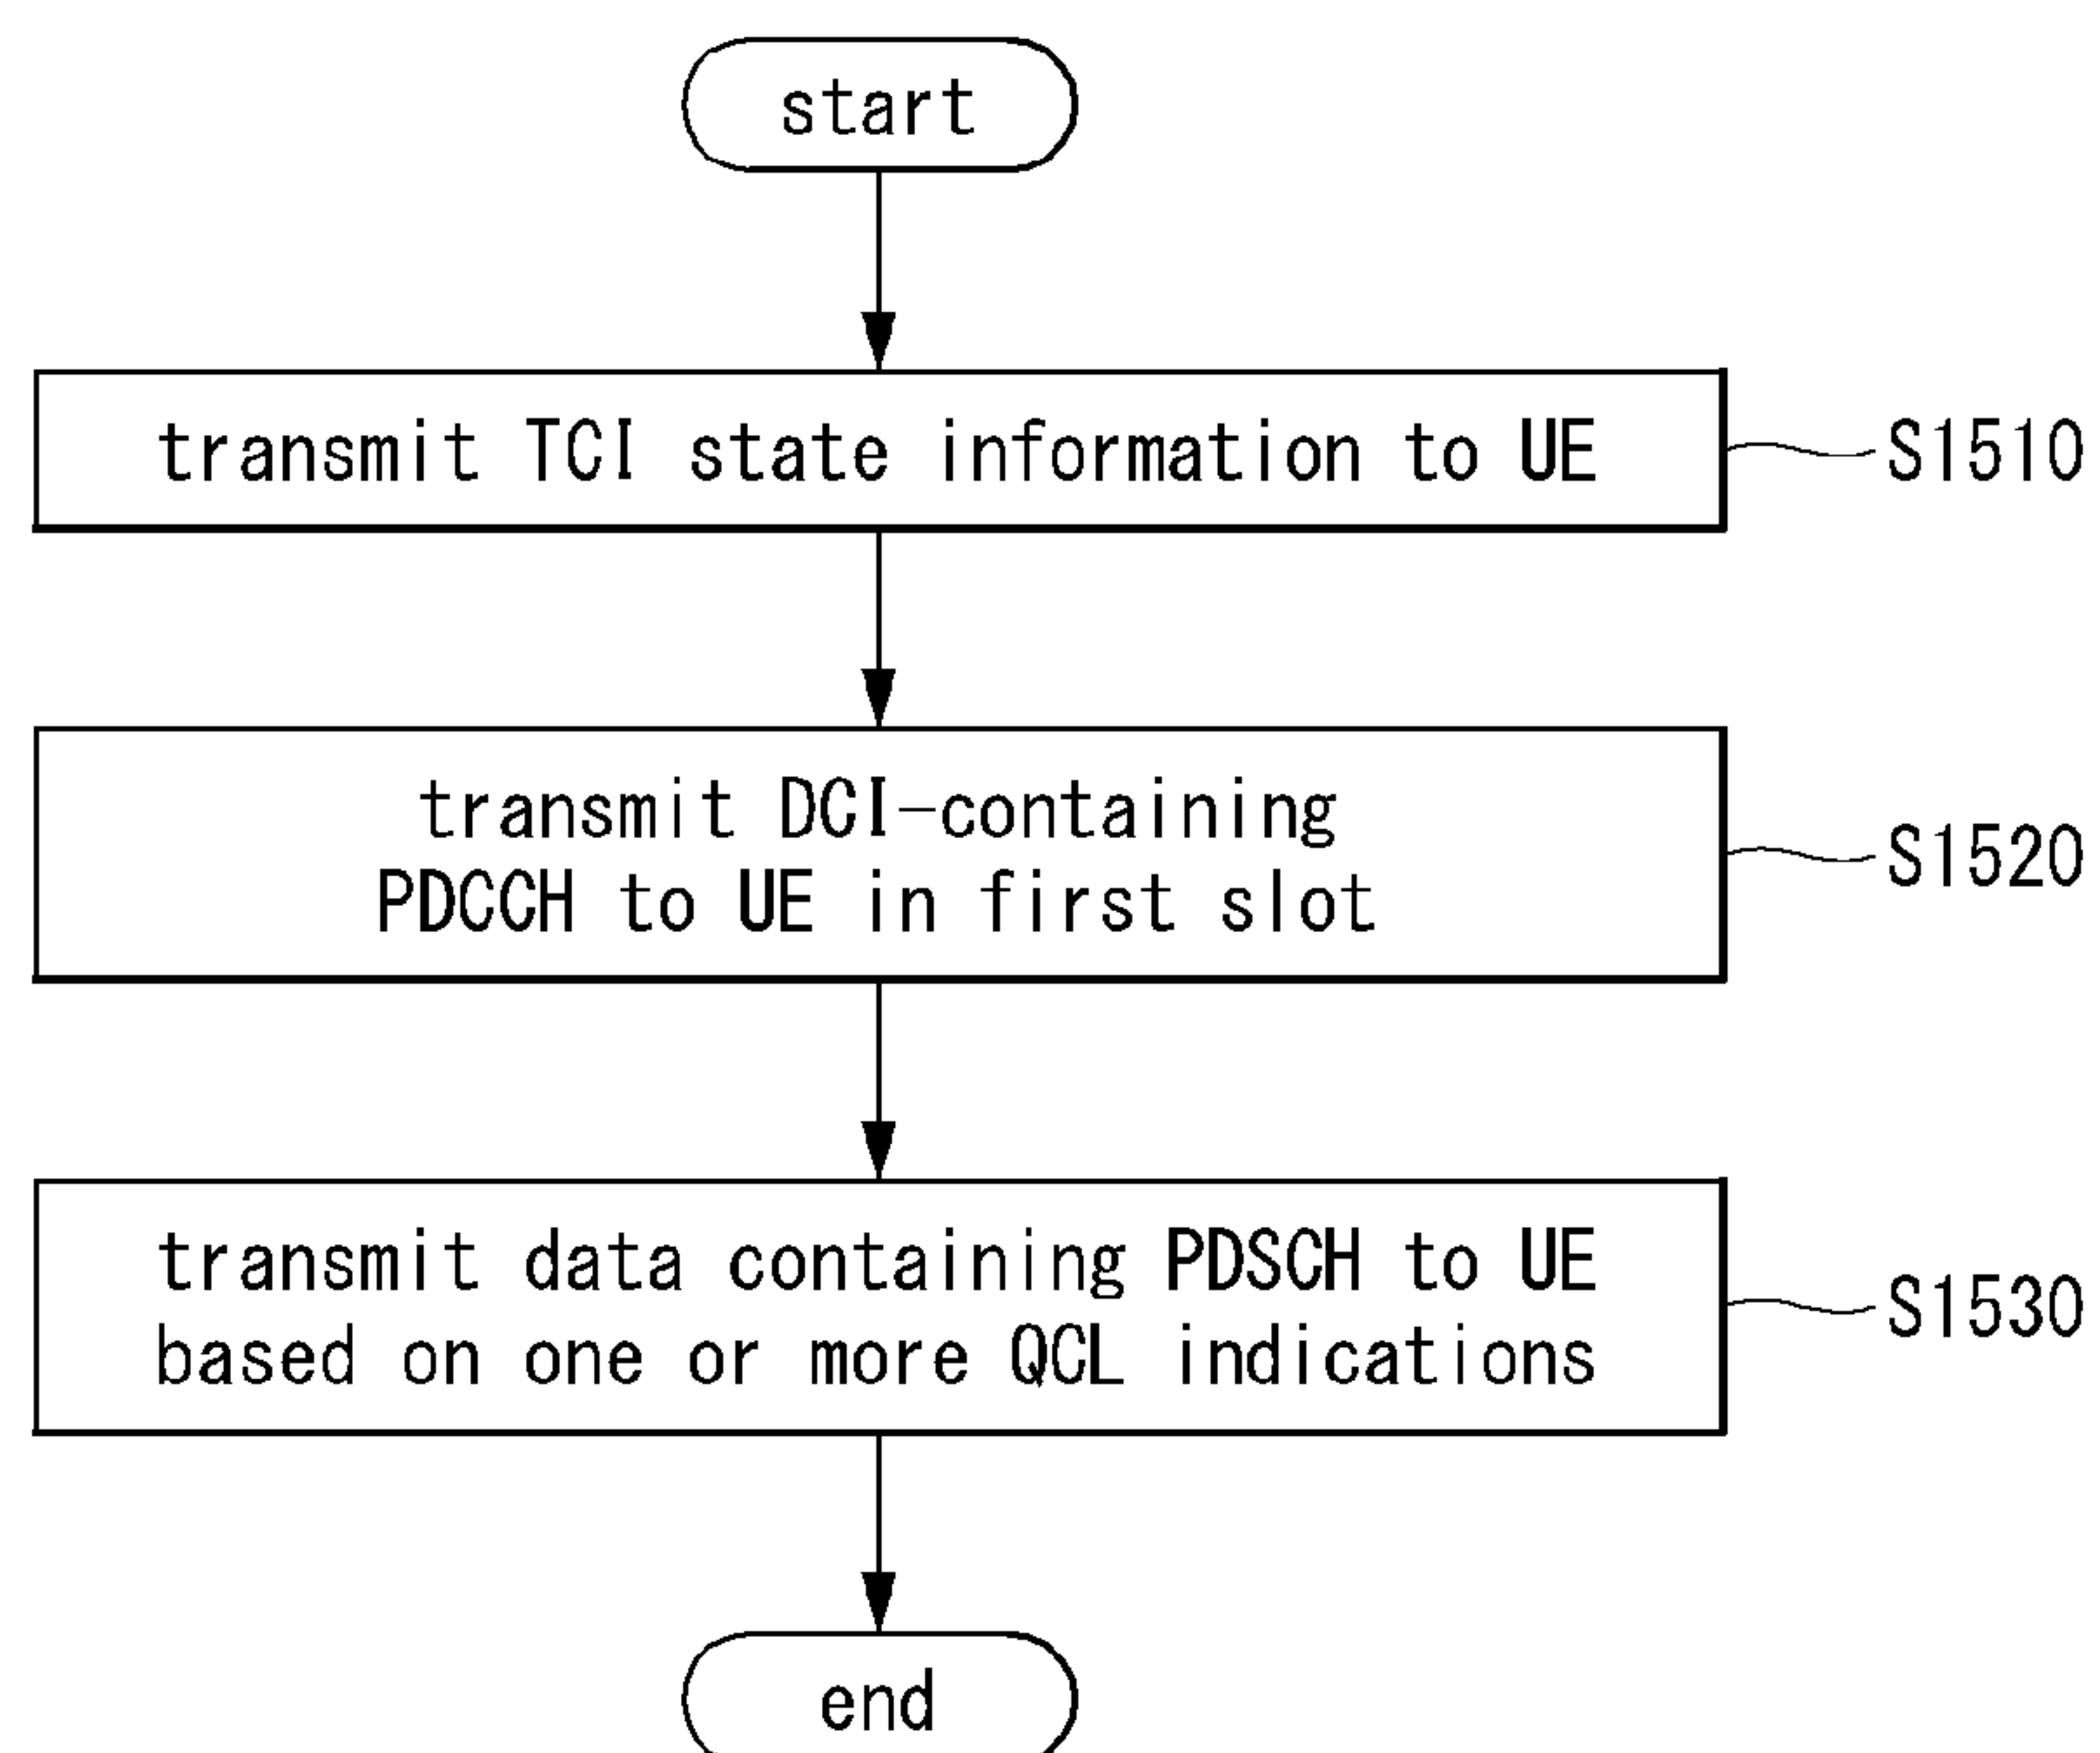 start
transmit TCI state information to UE
S1510
transmit DCI-containing
PDCCH to UE in first slot
S1520
transmit data containing PDSCH to UE
based on one or more QCL indications
S1530
end